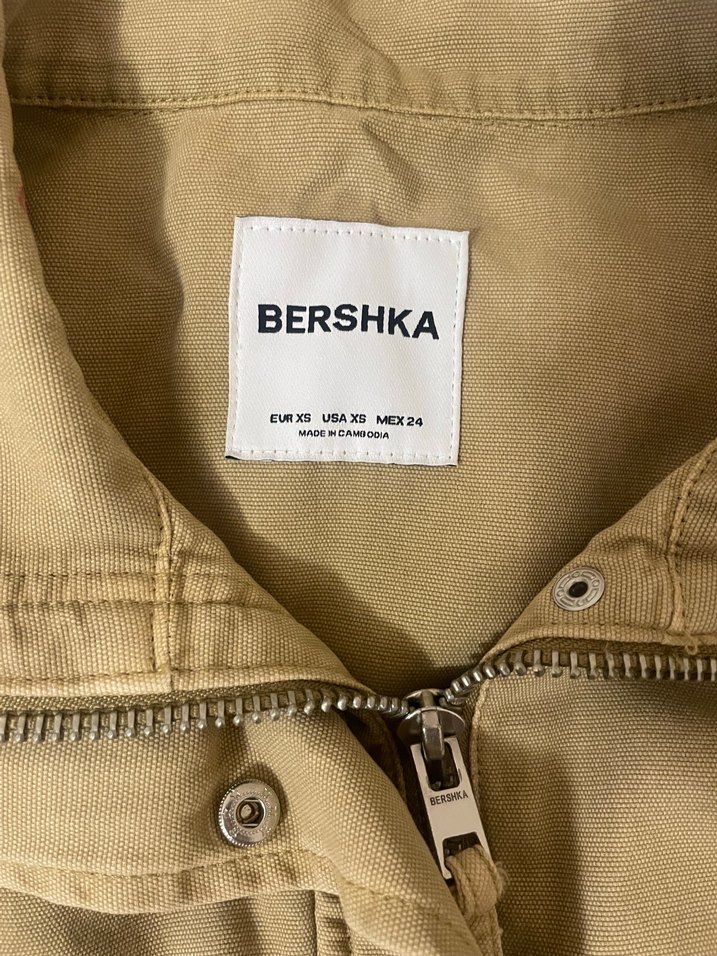 BERSHKA
EUR XS USA XS MEX 24
MADE IN CAMBODIA
BERSHKA